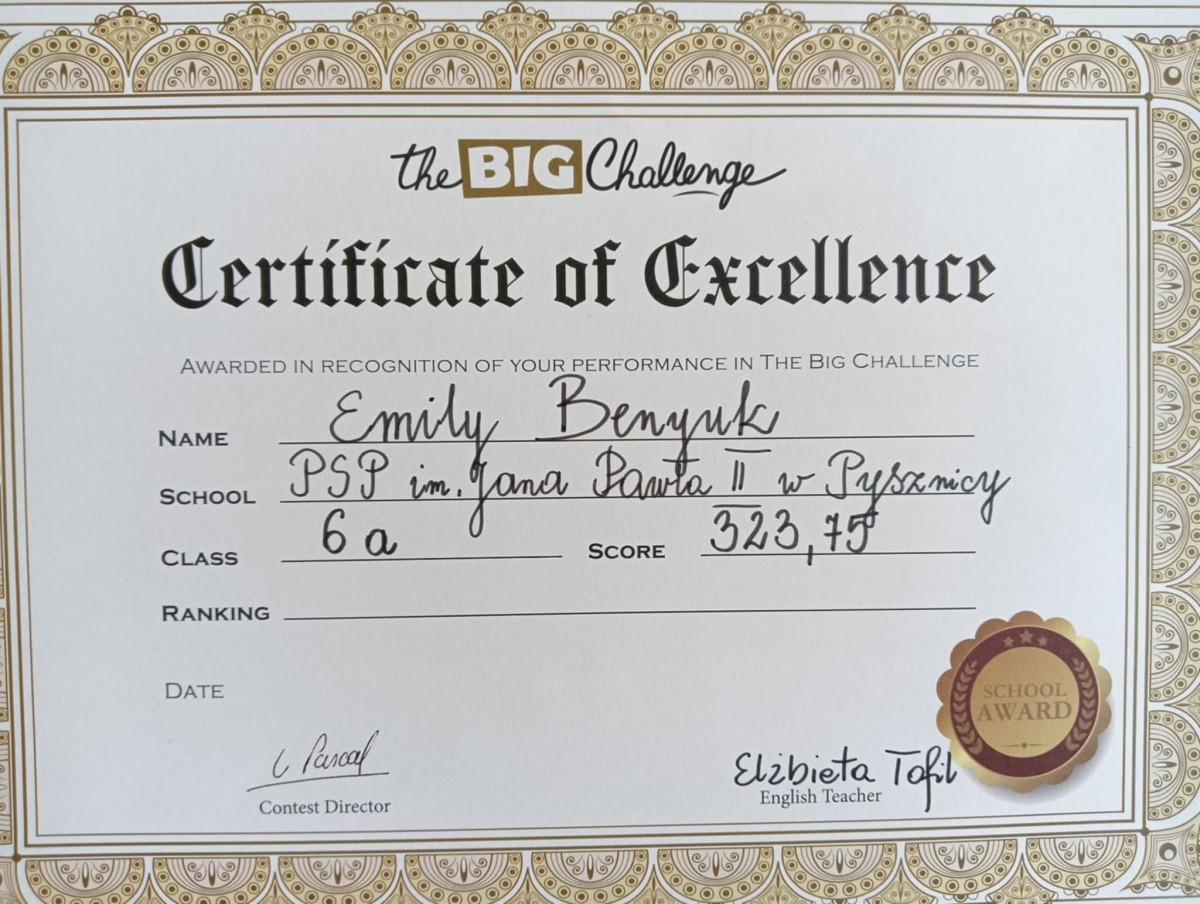 the BIG Challenge
Certificate of Excellence
AWARDED IN RECOGNITION OF YOUR PERFORMANCE IN THE BIG CHALLENGE
NAME Emily Benyuk
SCHOOL PSP im. Jana Pawła II w Pysznicy
CLASS 6 a SCORE 323,75
RANKING
DATE
SCHOOL
AWARD
C Pascal Elżbieta Tofil
Contest Director English Teacher